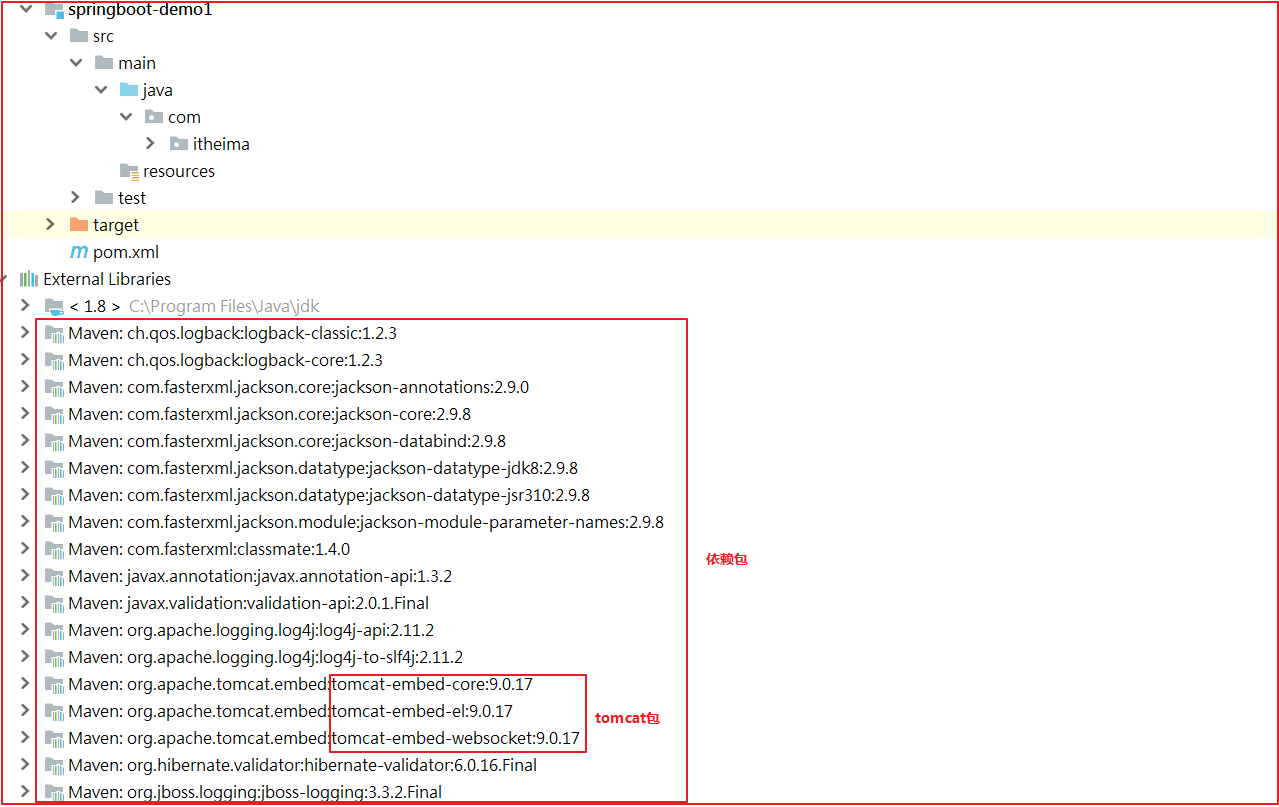 springboot-demo1
src
main
java
com
itheima
resources
test
target
pom.xml
External Libraries
< 1.8 > C:\Program Files\Java\jdk
Maven: ch.qos.logback:logback-classic:1.2.3
Maven: ch.qos.logback:logback-core:1.2.3
Maven: com.fasterxml.jackson.core:jackson-annotations:2.9.0
Maven: com.fasterxml.jackson.core:jackson-core:2.9.8
Maven: com.fasterxml.jackson.core:jackson-databind:2.9.8
Maven: com.fasterxml.jackson.datatype:jackson-datatype-jdk8:2.9.8
Maven: com.fasterxml.jackson.datatype:jackson-datatype-jsr310:2.9.8
Maven: com.fasterxml.jackson.module:jackson-module-parameter-names:2.9.8
Maven: com.fasterxml:classmate:1.4.0
依赖包
Maven: javax.annotation:javax.annotation-api:1.3.2
Maven: javax.validation:validation-api:2.0.1.Final
Maven: org.apache.logging.log4j:log4j-api:2.11.2
Maven: org.apache.logging.log4j:log4j-to-slf4j:2.11.2
Maven: org.apache.tomcat.embed:tomcat-embed-core:9.0.17
Maven: org.apache.tomcat.embed:tomcat-embed-el:9.0.17
tomcat包
Maven: org.apache.tomcat.embed:tomcat-embed-websocket:9.0.17
Maven: org.hibernate.validator:hibernate-validator:6.0.16.Final
Maven: org.jboss.logging:jboss-logging:3.3.2.Final